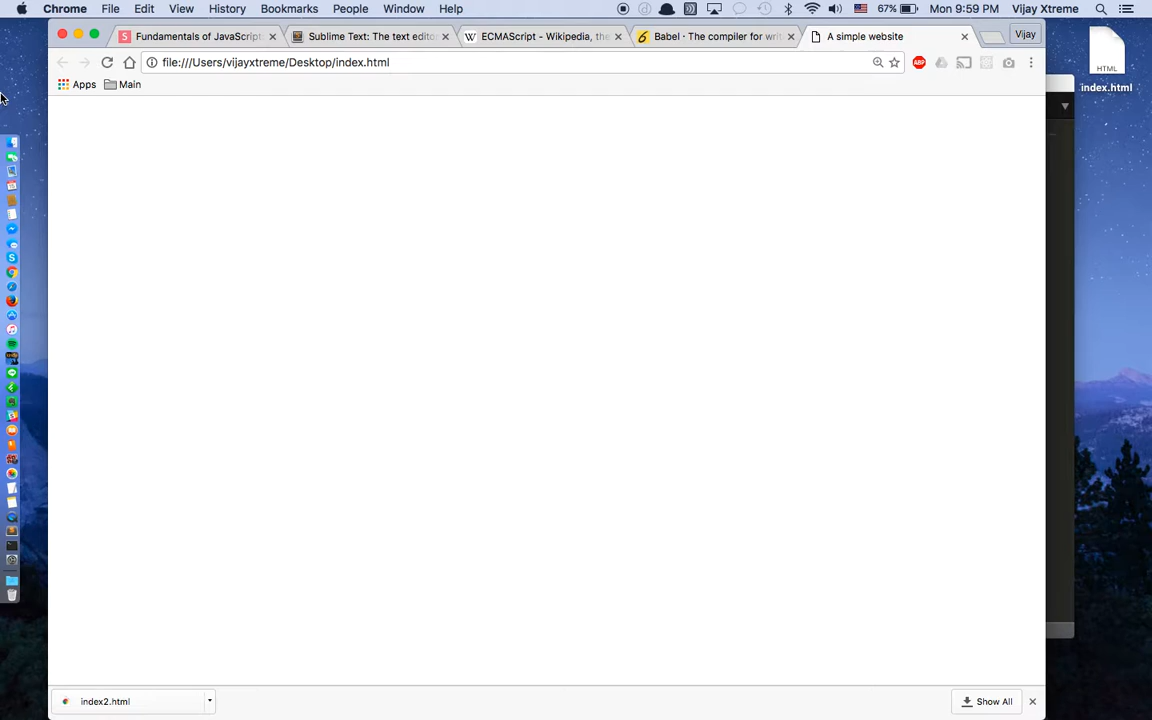 Chrome File Edit View History Bookmarks People Window Help 67% Mon 9:59 PM Vijay Xtreme
Fundamentals of JavaScript Sublime Text: The text edito ECMAScript - Wikipedia, the Babel · The compiler for writ A simple website Vijay
file:///Users/vijayxtreme/Desktop/index.html ABP
Apps Main
HTML
index.html
index2.html Show All